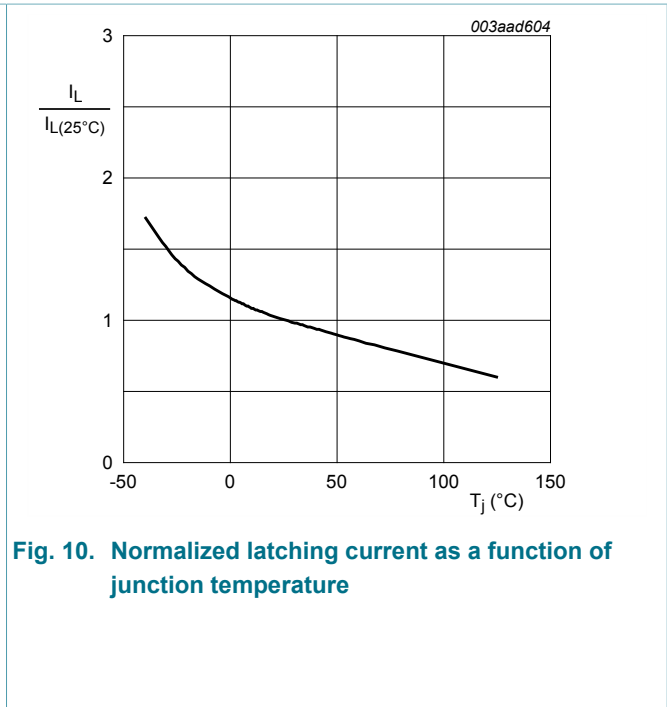 003aad604
3
I_L
I_L(25°C)
2
1
0
-50 0 50 100 150
T_j (°C)
Fig. 10. Normalized latching current as a function of
junction temperature